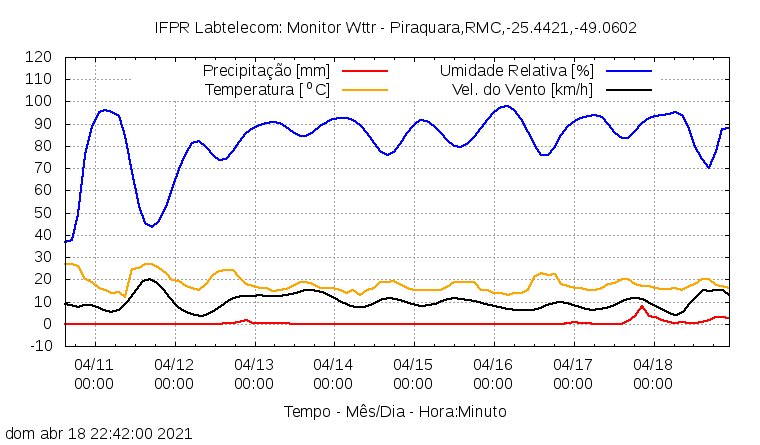 IFPR Labtelecom: Monitor Wttr - Piraquara,RMC,-25.4421,-49.0602
Precipitação [mm]
Temperatura [ ⁰C]
Umidade Relativa [%]
Vel. do Vento [km/h]
120
110
100
90
80
70
60
50
40
30
20
10
0
-10
04/11 04/12 04/13 04/14 04/15 04/16 04/17 04/18
00:00 00:00 00:00 00:00 00:00 00:00 00:00 00:00
Tempo - Mês/Dia - Hora:Minuto
dom abr 18 22:42:00 2021